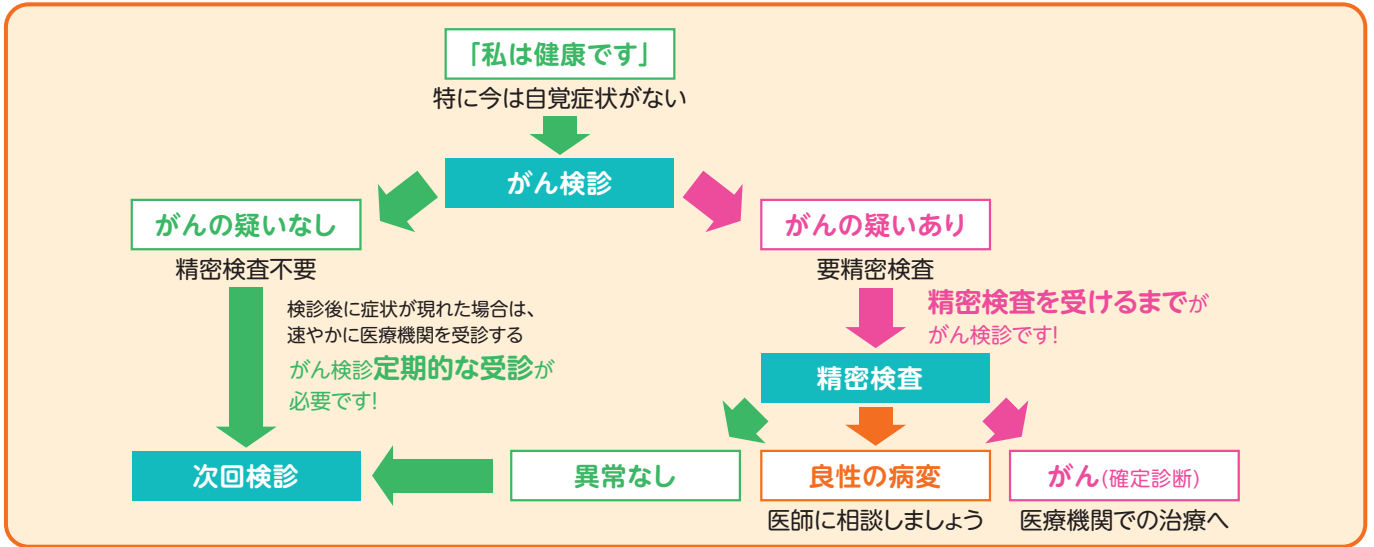 「私は健康です」
特に今は自覚症状がない
がん検診
がんの疑いなし
精密検査不要
検診後に症状が現れた場合は、
速やかに医療機関を受診する
がん検診定期的な受診が
必要です!
がんの疑いあり
要精密検査
精密検査を受けるまでが
がん検診です!
精密検査
次回検診
異常なし
良性の病変
医師に相談しましょう
がん(確定診断)
医療機関での治療へ